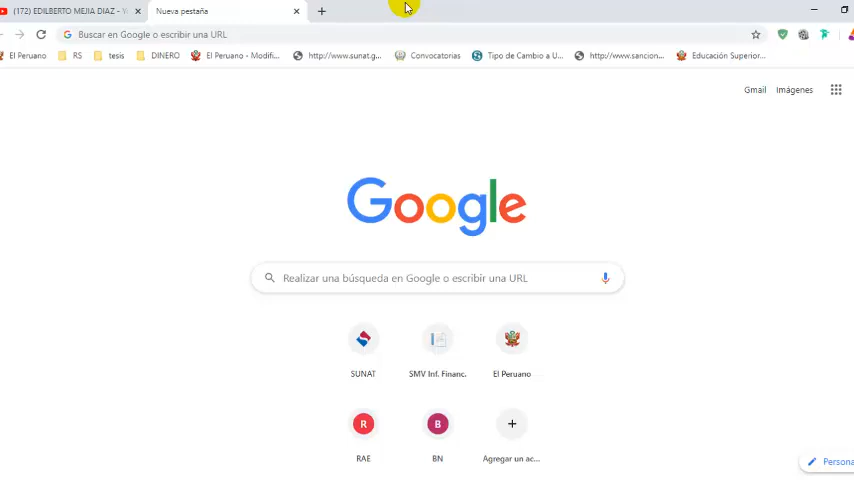 (172) EDILBERTO MEJIA DIAZ - Y
Nueva pestaña
Buscar en Google o escribir una URL
El Peruano
RS
tesis
DINERO
El Peruano - Modifi...
http://www.sunat.g...
Convocatorias
Tipo de Cambio a U...
http://www.sancion...
Educación Superior...
Gmail
Imágenes
Google
Realizar una búsqueda en Google o escribir una URL
SUNAT
SMV Inf. Financ.
El Peruano
R
B
RAE
BN
Agregar un ac...
Persona